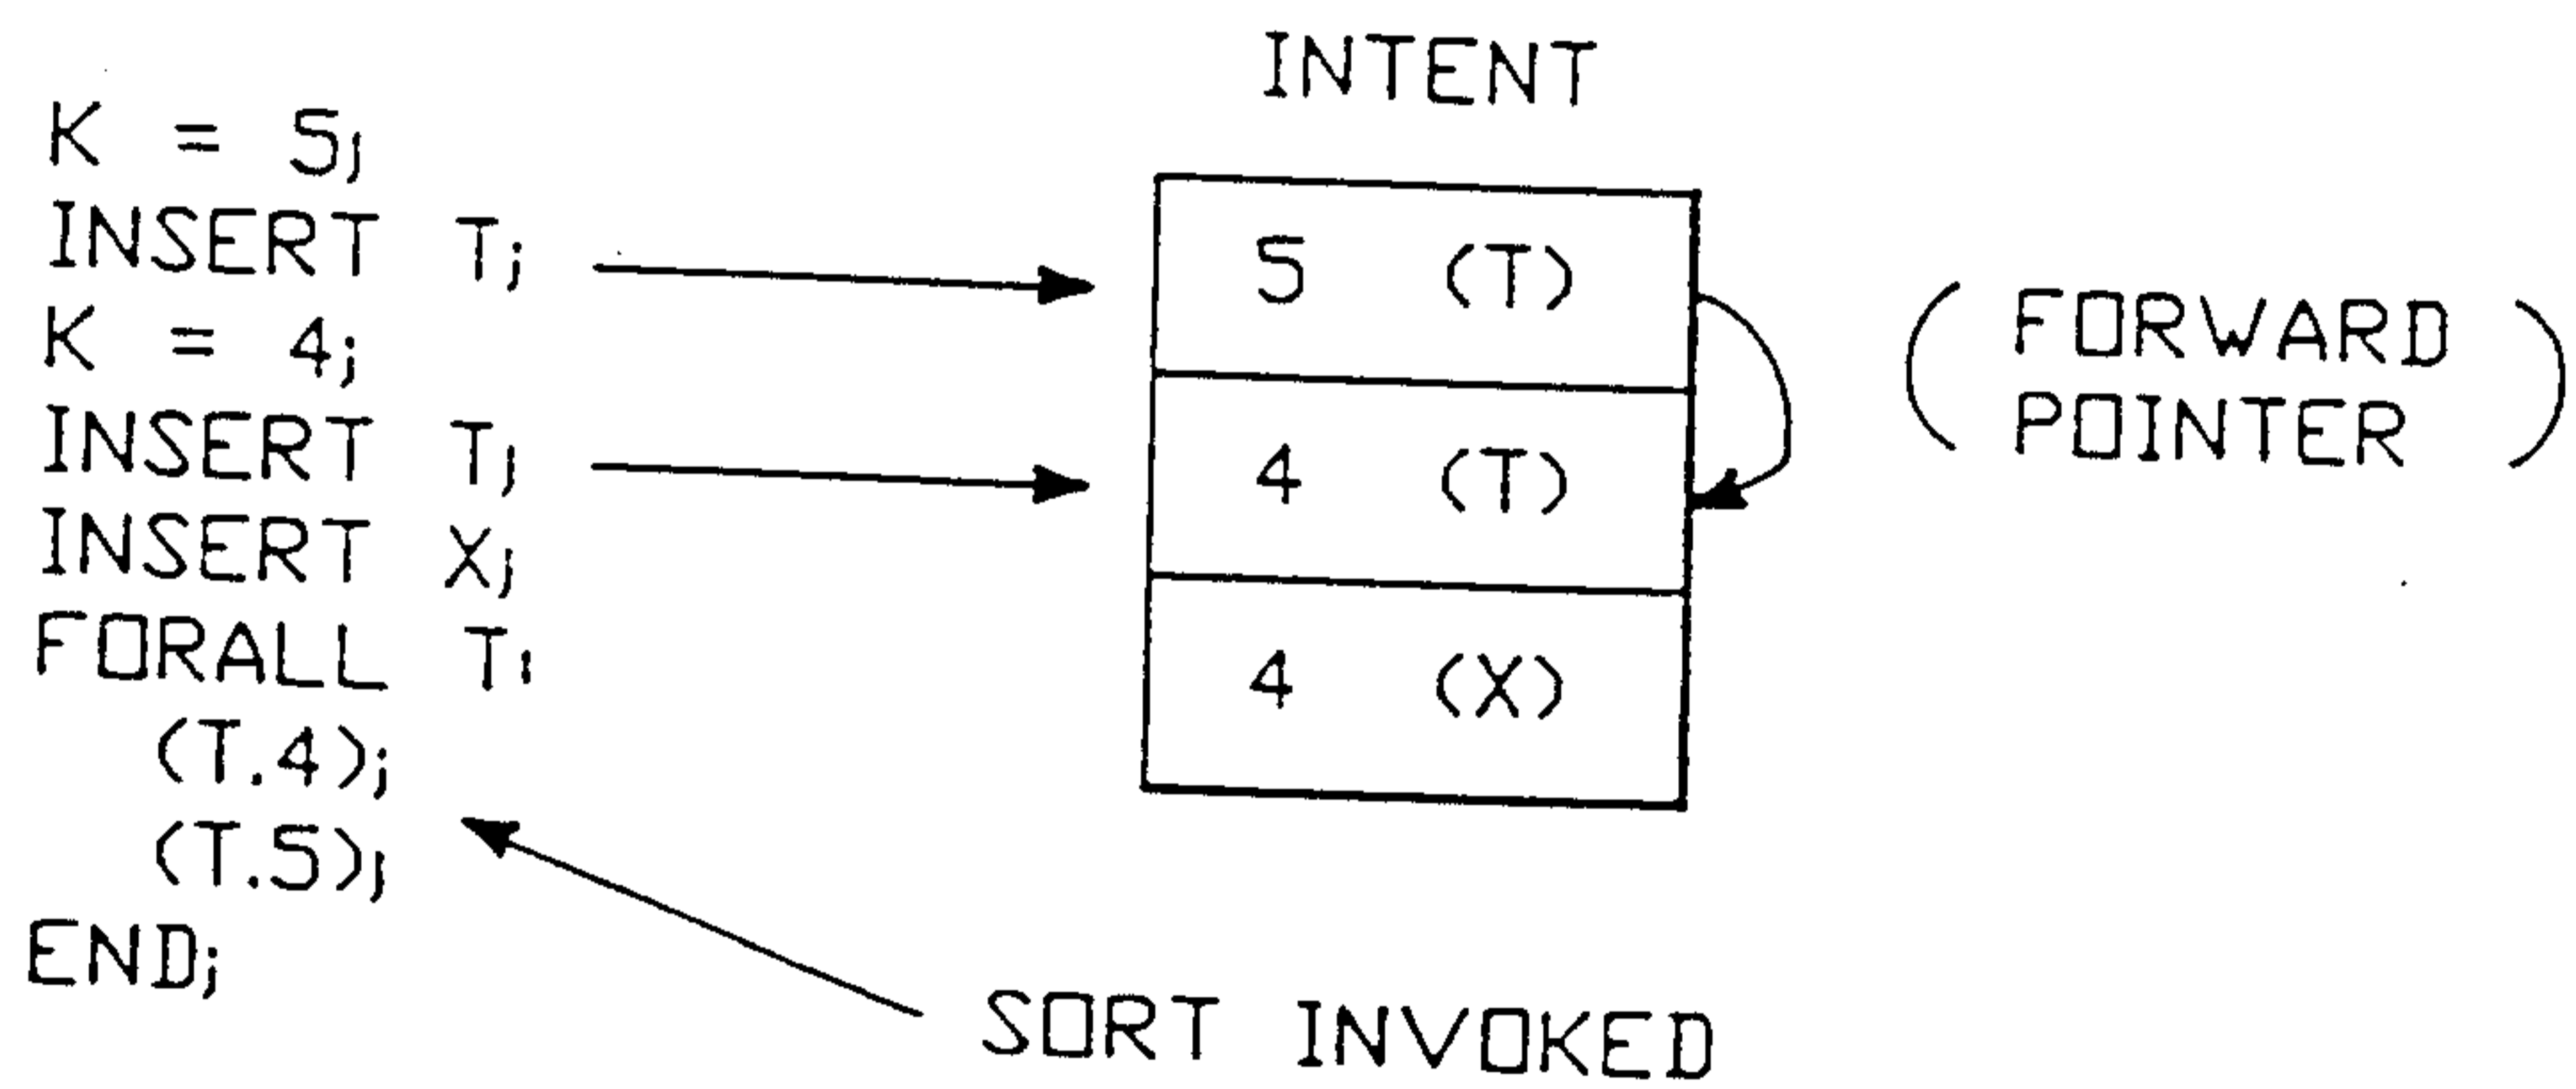 K = 5;
INSERT T;
K = 4;
INSERT T;
INSERT X;
FORALL T:
(T.4);
(T.5);
END;
INTENT
5 (T)
4 (T)
4 (X)
( FORWARD
POINTER )
SORT INVOKED